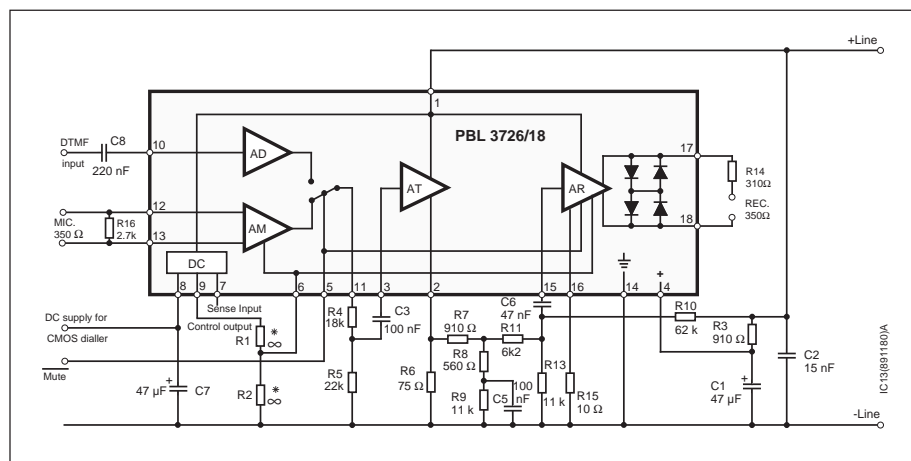 +Line
1
PBL 3726/18
DTMF
input
C8
220 nF
10
AD
17
R14
310Ω
AT
AR
REC.
350Ω
18
MIC.
350 Ω
R16
2.7k
12
13
AM
DC
8
9
7
6
5
11
3
2
15
16
14
+
4
Sense Input
Control output
DC supply for
CMOS dialler
R1
*
∞
R4
18k
C3
100 nF
C6
47 nF
R7
910 Ω
R11
6k2
R10
62 k
R3
910 Ω
R8
560 Ω
C2
15 nF
Mute
+
47 µF
C7
R2
*
∞
R5
22k
R6
75 Ω
R9
11 k
C5
100
nF
R13
11 k
R15
10 Ω
C1
47 µF
+
-Line
IC13(891180)A